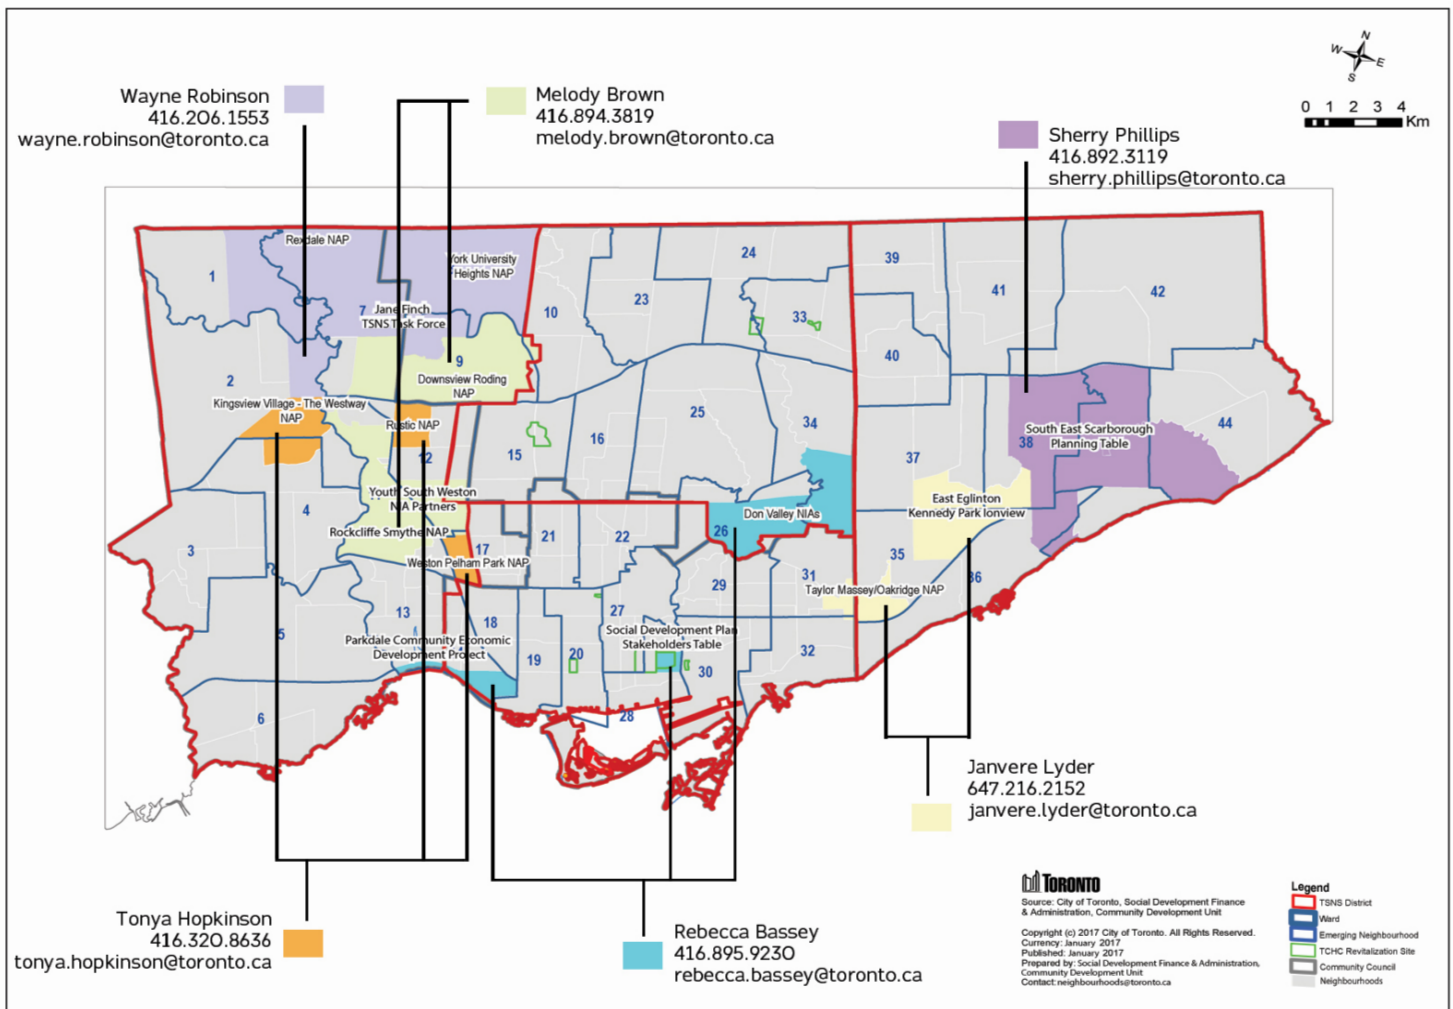 Wayne Robinson
416.206.1553
wayne.robinson@toronto.ca
Melody Brown
416.894.3819
melody.brown@toronto.ca
Sherry Phillips
416.892.3119
sherry.phillips@toronto.ca
N
W
E
S
0 1 2 3 4
Km
Rexdale NAP
York University
Heights NAP
Jane Finch
TSNS Task Force
Downsview Roding
NAP
Kingsview Village - The Westway
NAP
Rustic NAP
Youth South Weston
NIA Partners
Rockcliffe Smythe NAP
Weston Pelham Park NAP
Parkdale Community Economic
Development Project
Social Development Plan
Stakeholders Table
Don Valley NIAs
Taylor Massey/Oakridge NAP
East Eglinton
Kennedy Park Ionview
South East Scarborough
Planning Table
1
2
3
4
5
6
7
9
10
12
13
15
16
17
18
19
20
21
22
23
24
25
26
27
28
29
30
31
32
33
34
35
36
37
38
39
40
41
42
44
Janvere Lyder
647.216.2152
janvere.lyder@toronto.ca
Tonya Hopkinson
416.320.8636
tonya.hopkinson@toronto.ca
Rebecca Bassey
416.895.9230
rebecca.bassey@toronto.ca
TORONTO
Source: City of Toronto, Social Development Finance
& Administration, Community Development Unit
Copyright (c) 2017 City of Toronto. All Rights Reserved.
Currency: January 2017
Published: January 2017
Prepared by: Social Development Finance & Administration,
Community Development Unit
Contact: neighbourhoods@toronto.ca
Legend
TSNS District
Ward
Emerging Neighbourhood
TCHC Revitalization Site
Community Council
Neighbourhoods